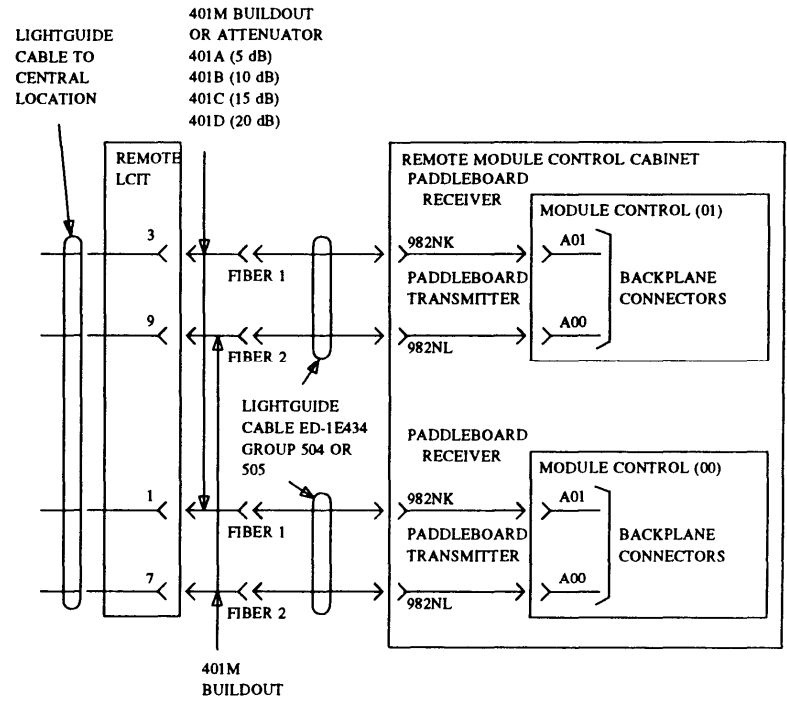 401M BUILDOUT
OR ATTENUATOR
401A (5 dB)
401B (10 dB)
401C (15 dB)
401D (20 dB)
LIGHTGUIDE
CABLE TO
CENTRAL
LOCATION
REMOTE
LCIT
REMOTE MODULE CONTROL CABINET
PADDLEBOARD
RECEIVER
MODULE CONTROL (01)
3
982NK
A01
FIBER 1
PADDLEBOARD
TRANSMITTER
BACKPLANE
CONNECTORS
9
A00
FIBER 2
982NL
LIGHTGUIDE
CABLE ED-1E434
GROUP 504 OR
505
PADDLEBOARD
RECEIVER
MODULE CONTROL (00)
1
982NK
A01
FIBER 1
PADDLEBOARD
TRANSMITTER
BACKPLANE
CONNECTORS
7
A00
FIBER 2
982NL
401M
BUILDOUT